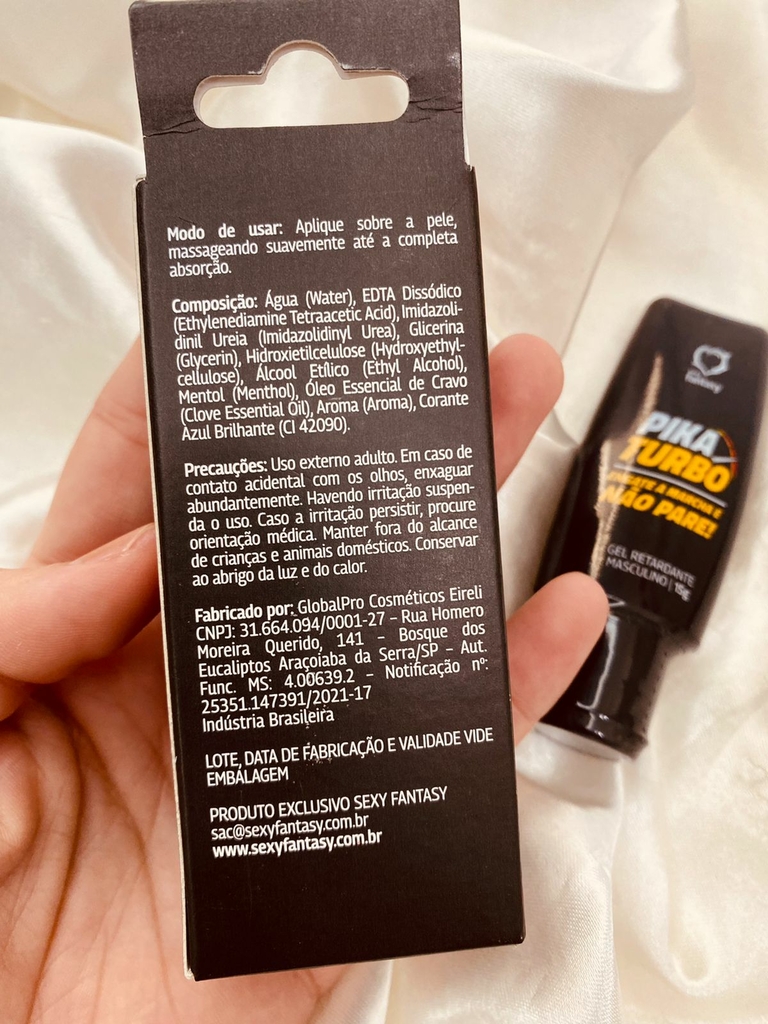 Modo de usar: Aplique sobre a pele,
massageando suavemente até a completa
absorção.
Composição: Água (Water), EDTA Dissódico
(Ethylenediamine Tetraacetic Acid), Imidazoli-
dinil Ureia (Imidazolidinyl Urea), Glicerina
(Glycerin), Hidroxietilcelulose (Hydroxyethyl-
cellulose), Álcool Etílico (Ethyl Alcohol),
Mentol (Menthol), Óleo Essencial de Cravo
(Clove Essential Oil), Aroma (Aroma), Corante
Azul Brilhante (CI 42090).
Precauções: Uso externo adulto. Em caso de
contato acidental com os olhos, enxaguar
abundantemente. Havendo irritação suspen-
da o uso. Caso a irritação persistir, procure
orientação médica. Manter fora do alcance
de crianças e animais domésticos. Conservar
ao abrigo da luz e do calor.
Fabricado por: GlobalPro Cosméticos Eireli
CNPJ: 31.664.094/0001-27 – Rua Homero
Moreira Querido, 141 – Bosque dos
Eucaliptos Araçoiaba da Serra/SP – Aut.
Func. MS: 4.00639.2 – Notificação nº:
25351.147391/2021-17
Indústria Brasileira
LOTE, DATA DE FABRICAÇÃO E VALIDADE VIDE
EMBALAGEM
PRODUTO EXCLUSIVO SEXY FANTASY
sac@sexyfantasy.com.br
www.sexyfantasy.com.br
fantasy
PIKA
TURBO
A MARCHA E
NÃO PARE!
GEL RETARDANTE
MASCULINO | 15g